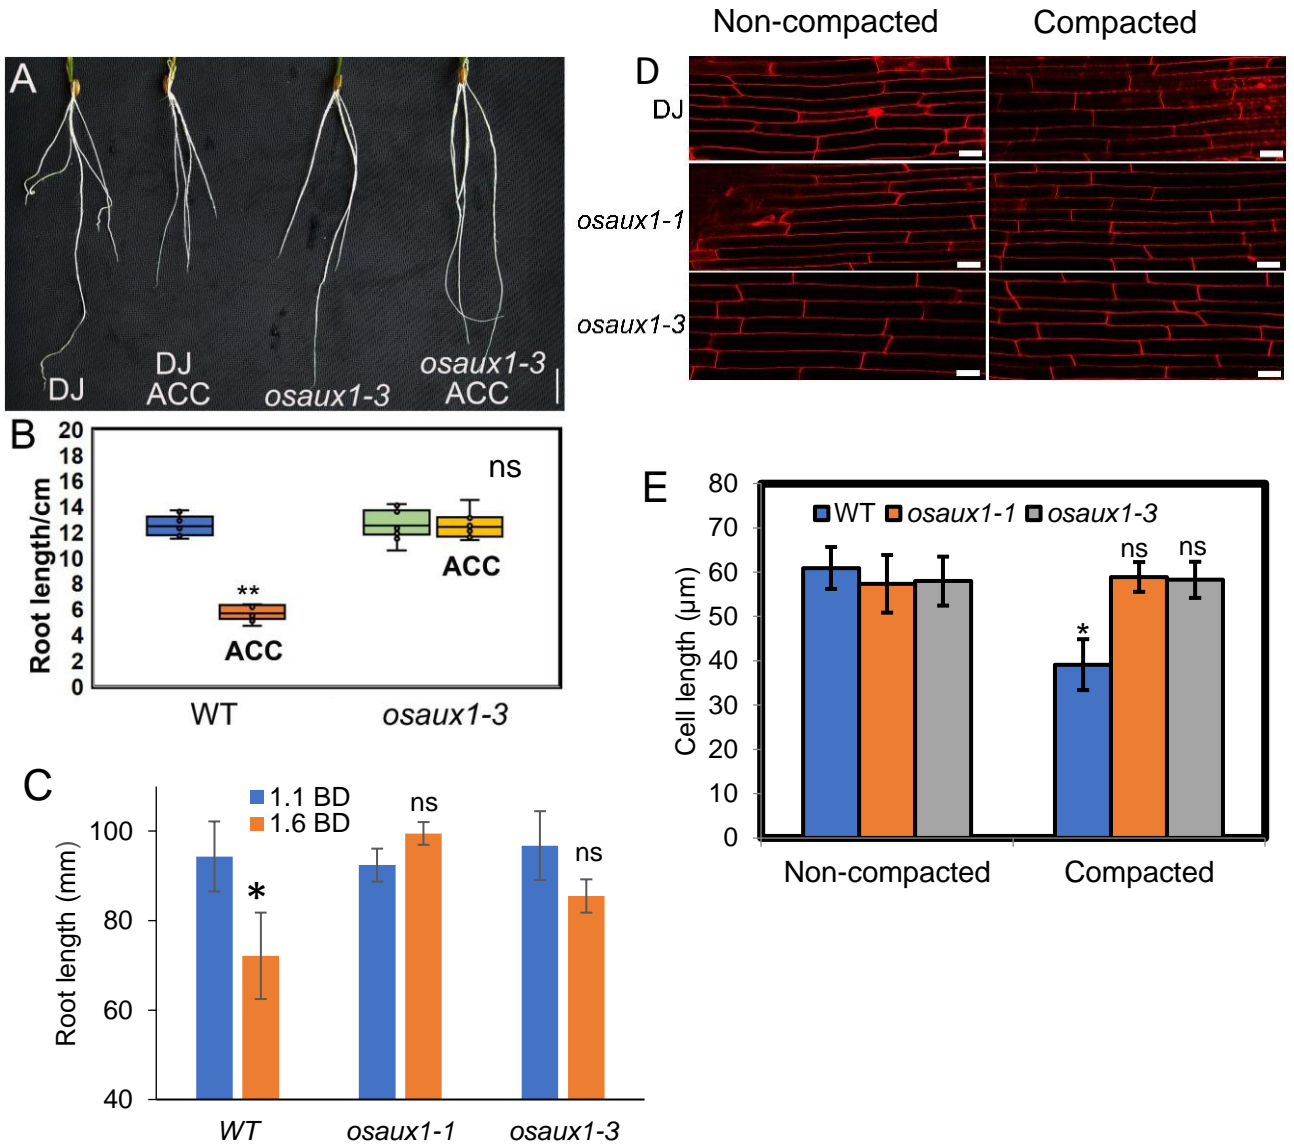 A
DJ
DJ
ACC
osaux1-3
osaux1-3
ACC
B
Root length/cm
20
18
16
14
12
10
8
6
4
2
0
**
ACC
ns
ACC
WT
osaux1-3
C
Root length (mm)
100
80
60
40
1.1 BD
1.6 BD
*
ns
ns
WT
osaux1-1
osaux1-3
Non-compacted
Compacted
D
DJ
osaux1-1
osaux1-3
E
Cell length (µm)
80
70
60
50
40
30
20
10
0
WT
osaux1-1
osaux1-3
*
ns
ns
Non-compacted
Compacted